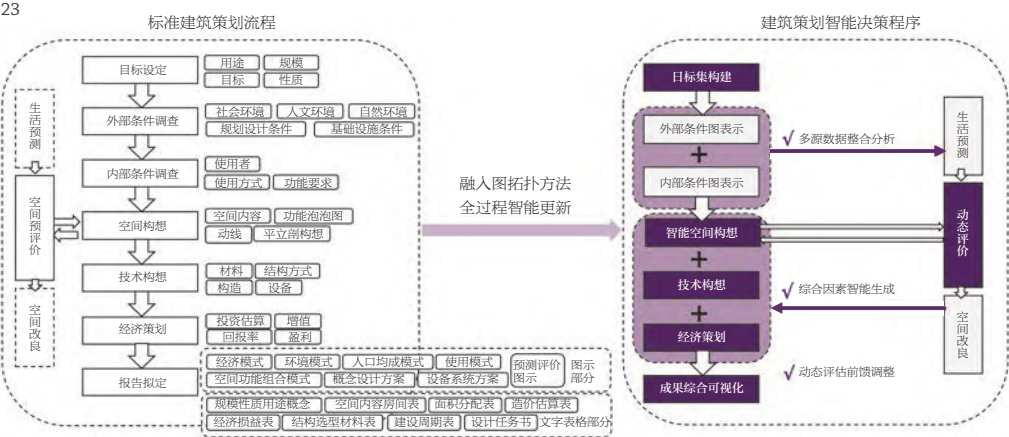 23
标准建筑策划流程
建筑策划智能决策程序
目标设定
用途 规模
目标 性质
外部条件调查
社会环境 人文环境 自然环境
规划设计条件 基础设施条件
内部条件调查
使用者
使用方式 功能要求
空间构想
空间内容 功能泡泡图
动线 平立剖构想
技术构想
材料 结构方式
构造 设备
经济策划
投资估算 增值
回报率 盈利
报告拟定
经济模式 环境模式 人口均成模式 使用模式
空间功能组合模式 概念设计方案 设备系统方案
预测评价
图示
图示
部分
规模性质用途概念 空间内容房间表 面积分配表 造价估算表
经济损益表 结构选型材料表 建设周期表 设计任务书 文字表格部分
生活预测
空间预评价
空间改良
融入图拓扑方法
全过程智能更新
日标集构建
外部条件图表示
+
内部条件图表示
智能空间构想
+
技术构想
+
经济策划
成果综合可视化
√ 多源数据整合分析
√ 综合因素智能生成
√ 动态评估前馈调整
生活预测
动态评价
空间改良